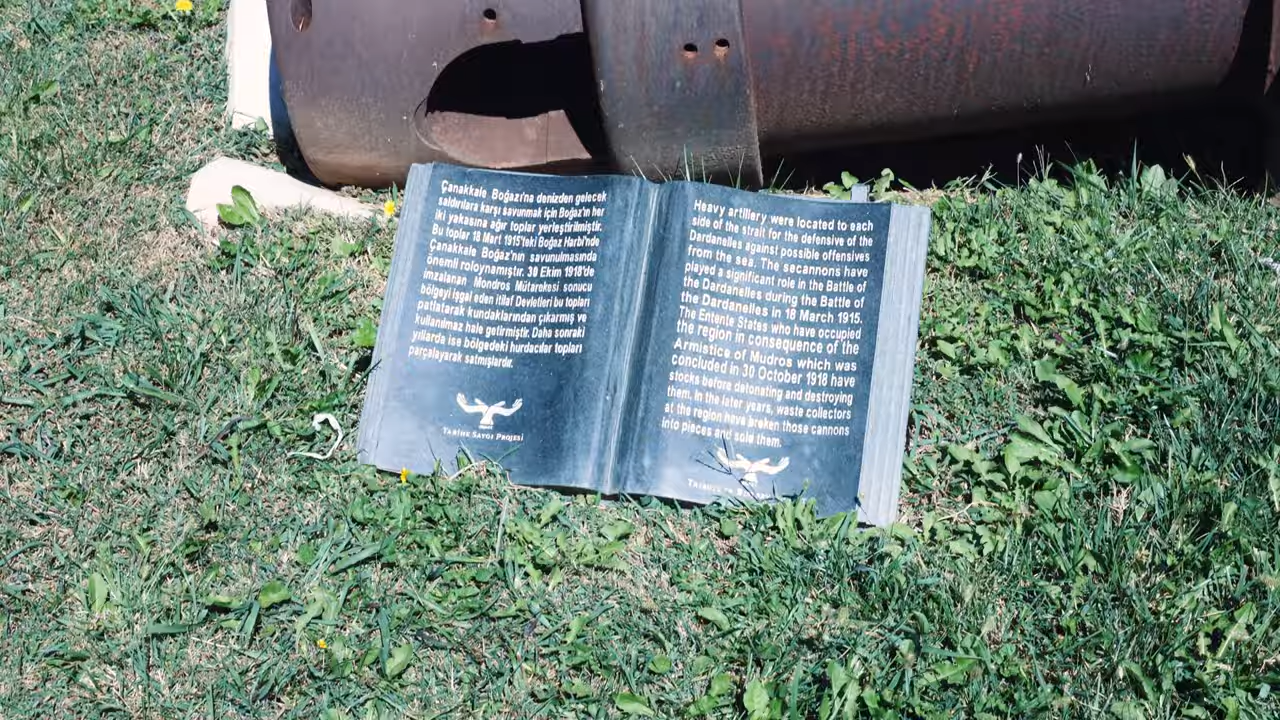 Çanakkale Boğazı'na denizden gelecek
saldırılara karşı savunmak için Boğaz'ın her
iki yakasına ağır toplar yerleştirilmiştir.
Bu toplar 18 Mart 1915'teki Boğaz Harbi'nde
Çanakkale Boğaz'nın savunulmasında
önemli roloynamıştır. 30 Ekim 1918'de
imzalanan Mondros Mütarekesi sonucu
bölgeyi işgal eden itilaf Devletleri bu topları
patlatarak kundaklarından çıkarmış ve
kullanılmaz hale getirmiştir. Daha sonraki
yıllarda ise bölgedeki hurdacılar topları
parçalayarak satmışlardır.
TARİHE SAYGI PROJESİ
Heavy artillery were located to each
side of the strait for the defensive of the
Dardanelles against possible offensives
from the sea. The secannons have
played a significant role in the Battle of
the Dardanelles during the Battle of
the Dardanelles in 18 March 1915.
The Entente States who have occupied
the region in consequence of the
Armistice of Mudros which was
concluded in 30 October 1918 have
stocks before detonating and destroying
them. In the later years, waste collectors
at the region have broken those cannons
into pieces and sold them.